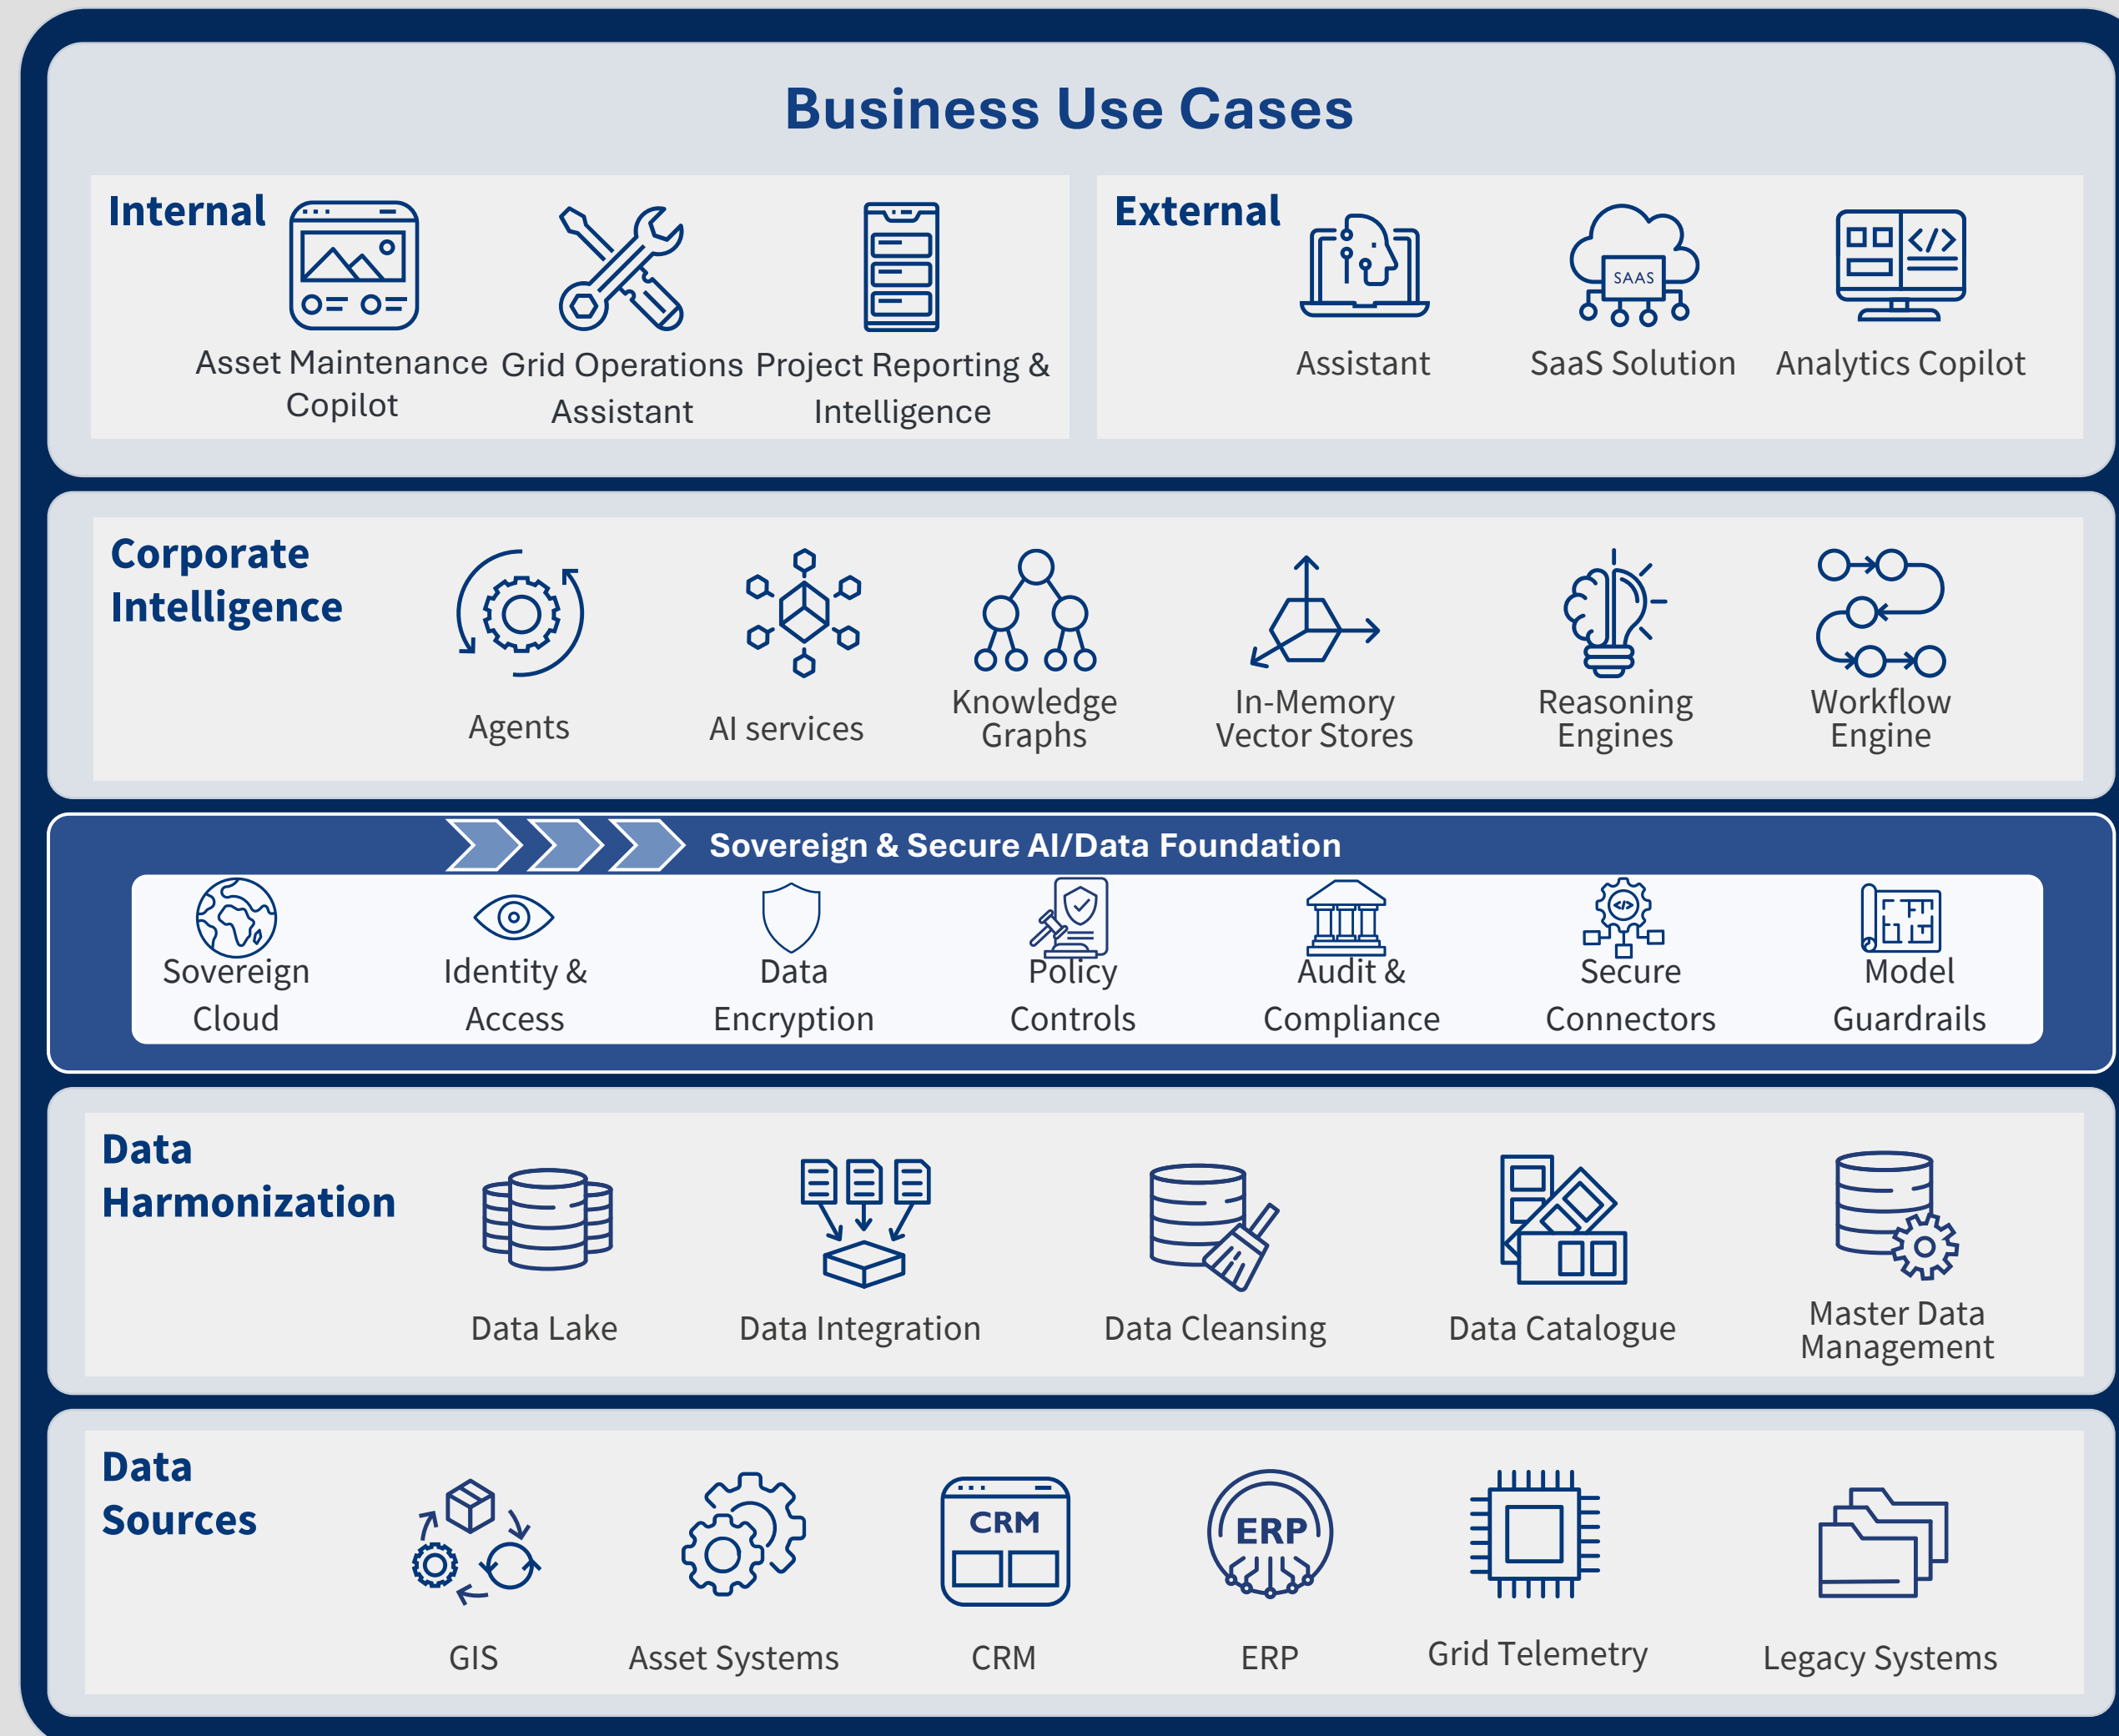 Business Use Cases
Internal
Asset Maintenance
Copilot
Grid Operations
Assistant
Project Reporting &
Intelligence
External
SAAS
Assistant
SaaS Solution
Analytics Copilot
Corporate
Intelligence
Agents
AI services
Knowledge
Graphs
In-Memory
Vector Stores
Reasoning
Engines
Workflow
Engine
Sovereign & Secure AI/Data Foundation
Sovereign
Cloud
Identity &
Access
Data
Encryption
Policy
Controls
Audit &
Compliance
Secure
Connectors
Model
Guardrails
Data
Harmonization
Data Lake
Data Integration
Data Cleansing
Data Catalogue
Master Data
Management
Data
Sources
CRM
ERP
GIS
Asset Systems
CRM
ERP
Grid Telemetry
Legacy Systems